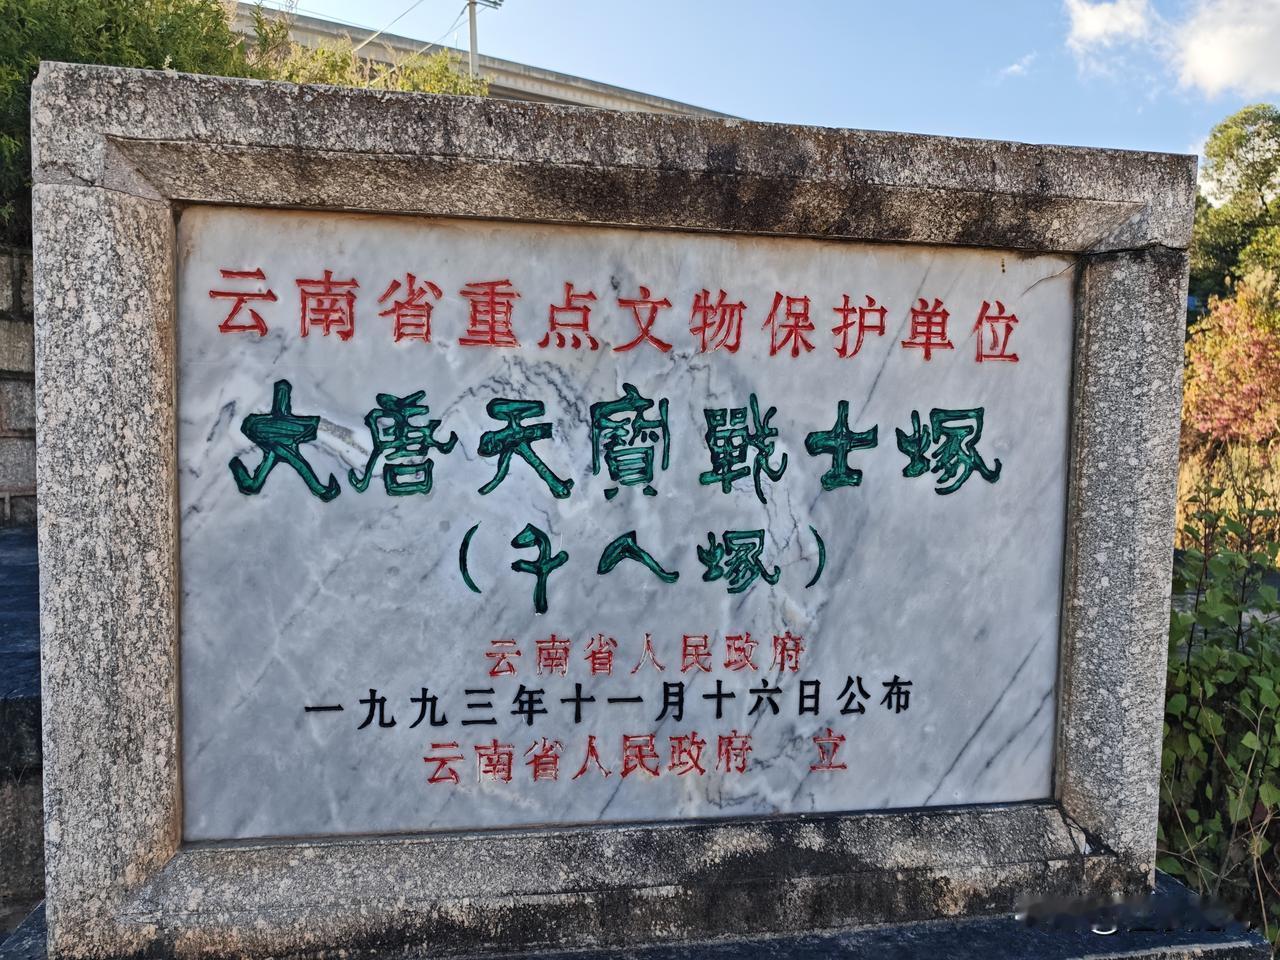 云南省重点文物保护单位
大唐天寶戰士塚
（千人塚）
云南省人民政府
一九九三年十一月十六日公布
云南省人民政府 立